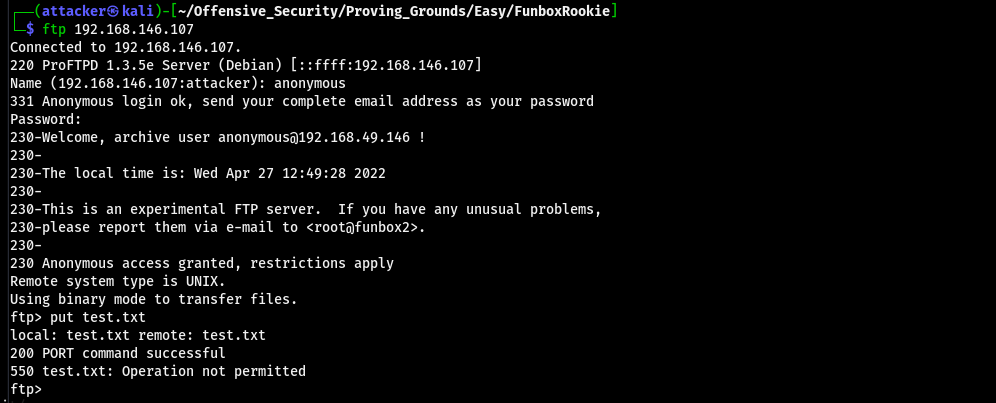 ┌──(attacker㉿kali)-[~/Offensive_Security/Proving_Grounds/Easy/FunboxRookie]
└─$ ftp 192.168.146.107
Connected to 192.168.146.107.
220 ProFTPD 1.3.5e Server (Debian) [::ffff:192.168.146.107]
Name (192.168.146.107:attacker): anonymous
331 Anonymous login ok, send your complete email address as your password
Password:
230-Welcome, archive user anonymous@192.168.49.146 !
230-
230-The local time is: Wed Apr 27 12:49:28 2022
230-
230-This is an experimental FTP server.  If you have any unusual problems,
230-please report them via e-mail to <root@funbox2>.
230-
230 Anonymous access granted, restrictions apply
Remote system type is UNIX.
Using binary mode to transfer files.
ftp> put test.txt
local: test.txt remote: test.txt
200 PORT command successful
550 test.txt: Operation not permitted
ftp>